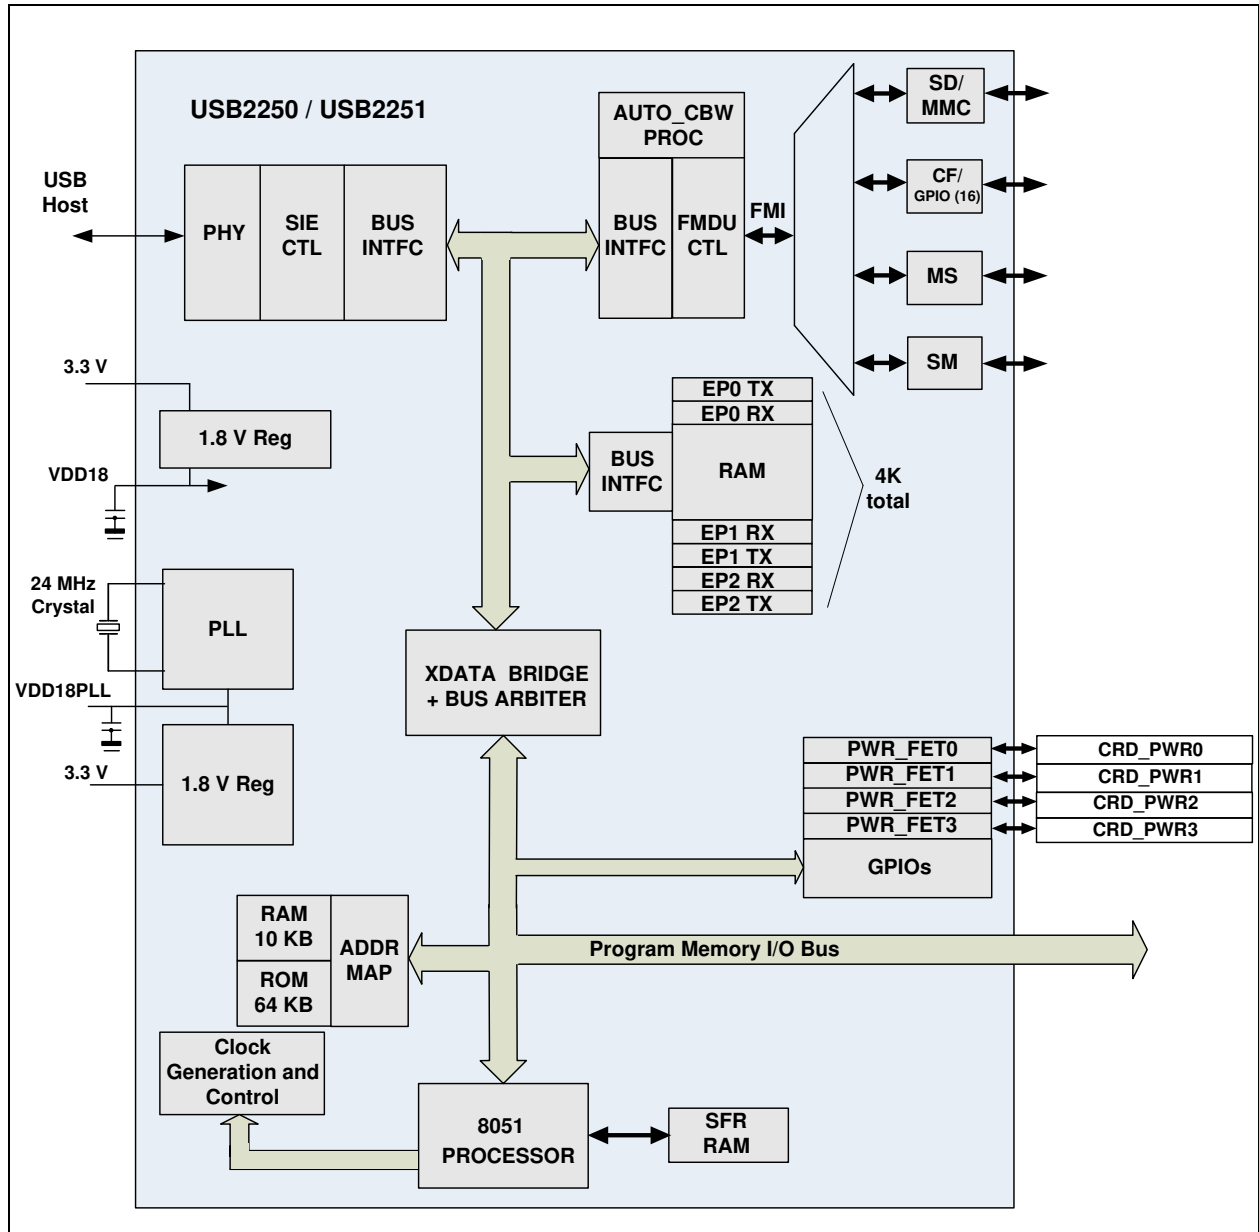 USB2250 / USB2251
USB
Host
PHY
SIE
CTL
BUS
INTFC
AUTO_CBW
PROC
BUS
INTFC
FMDU
CTL
FMI
SD/
MMC
CF/
GPIO (16)
MS
SM
3.3 V
1.8 V Reg
VDD18
EP0 TX
EP0 RX
RAM
BUS
INTFC
EP1 RX
EP1 TX
EP2 RX
EP2 TX
4K
total
24 MHz
Crystal
PLL
VDD18PLL
1.8 V Reg
3.3 V
XDATA BRIDGE
+ BUS ARBITER
PWR_FET0
PWR_FET1
PWR_FET2
PWR_FET3
GPIOs
CRD_PWR0
CRD_PWR1
CRD_PWR2
CRD_PWR3
RAM
10 KB
ROM
64 KB
ADDR
MAP
Program Memory I/O Bus
Clock
Generation and
Control
8051
PROCESSOR
SFR
RAM